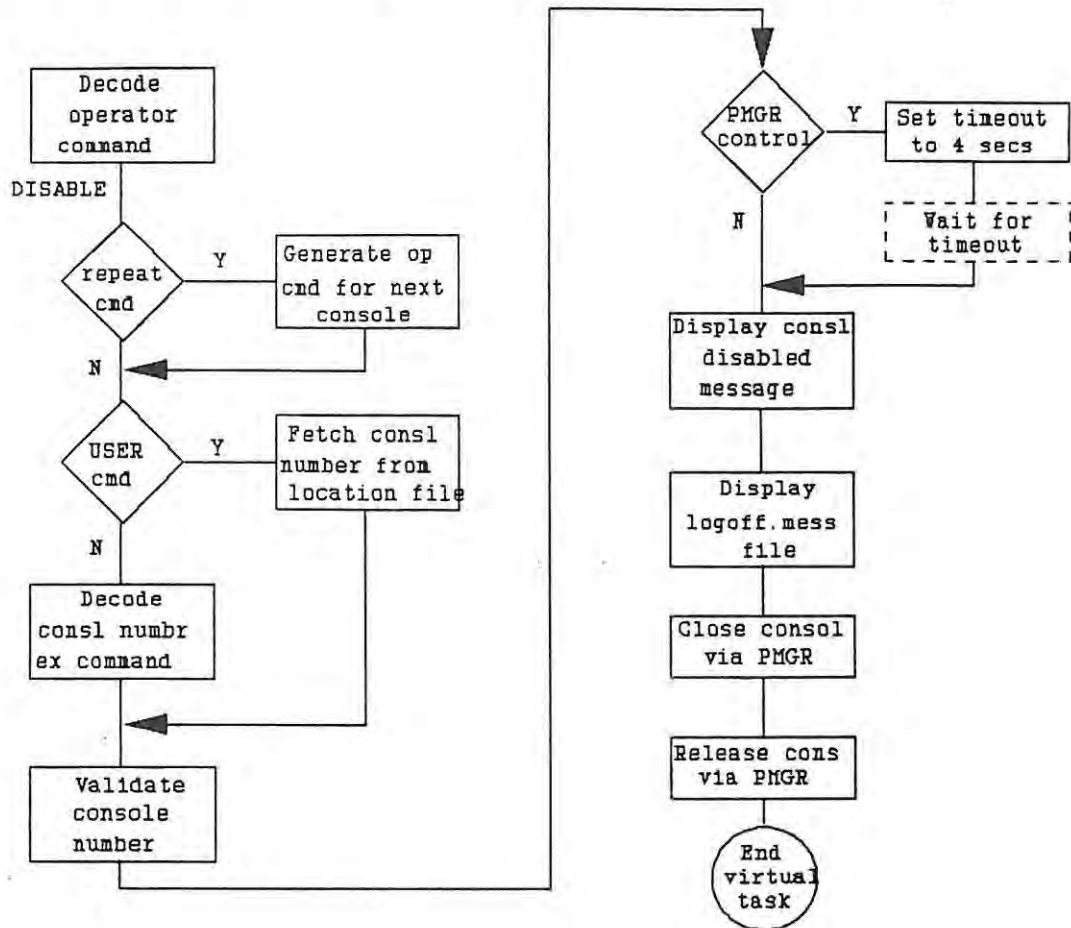 Decode
operator
command
DISABLE
repeat
cmd
Y
Generate op
cmd for next
console
N
USER
cmd
Y
Fetch consl
number from
location file
N
Decode
consl numbr
ex command
Validate
console
number
PMGR
control
Y
Set timeout
to 4 secs
N
Wait for
timeout
Display consl
disabled
message
Display
logoff.mess
file
Close consol
via PMGR
Release cons
via PMGR
End
virtual
task